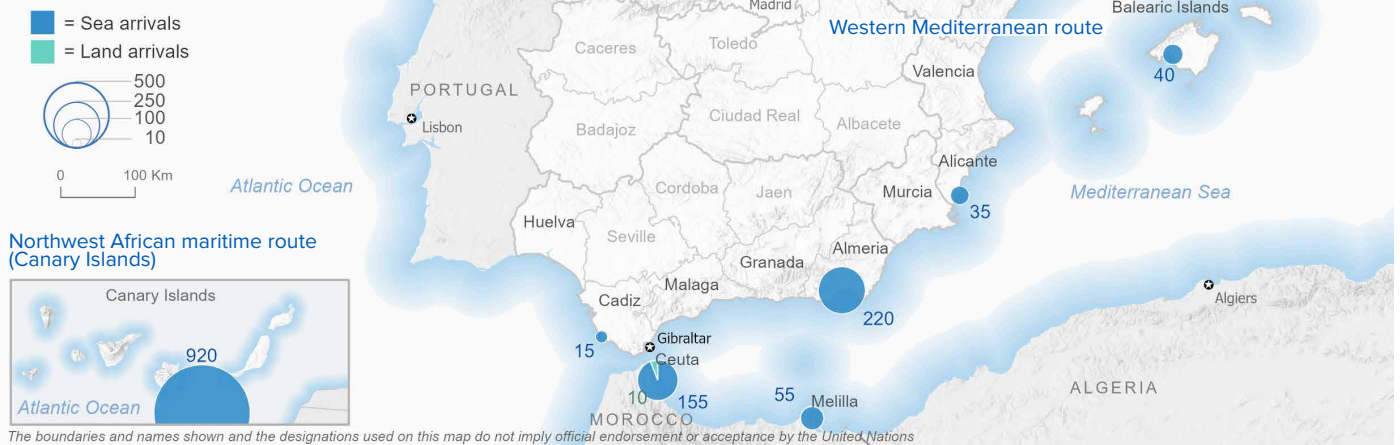 = Sea arrivals
= Land arrivals
500
250
100
10
0 100 Km
Madrid
Western Mediterranean route
Balearic Islands
Caceres
Toledo
Valencia
40
PORTUGAL
Lisbon
Badajoz
Ciudad Real
Albacete
Alicante
Atlantic Ocean
Cordoba
Jaen
Murcia
Mediterranean Sea
35
Huelva
Seville
Almeria
Granada
Malaga
Cadiz
220
Algiers
Gibraltar
15
Ceuta
10
155
55
Melilla
MOROCCO
ALGERIA
Northwest African maritime route
(Canary Islands)
Canary Islands
920
Atlantic Ocean
The boundaries and names shown and the designations used on this map do not imply official endorsement or acceptance by the United Nations